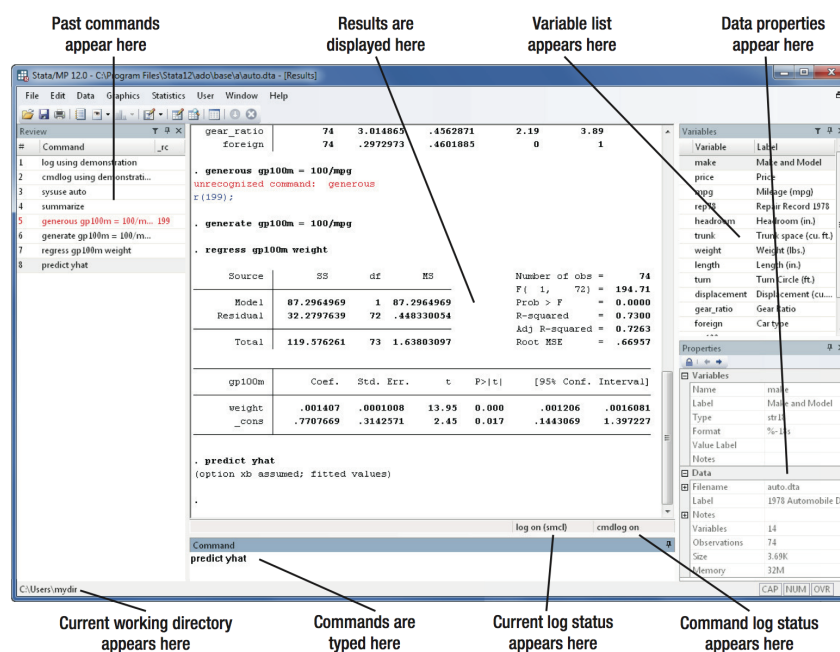 Past commands
appear here
Results are
displayed here
Variable list
appears here
Data properties
appear here
Stata/MP 12.0 - C:\Program Files\Stata12\ado\base\a\auto.dta - [Results]
File Edit Data Graphics Statistics User Window Help
Review
# Command _rc
1 log using demonstration
2 cmdlog using demonstrati...
3 sysuse auto
4 summarize
5 generous gp100m = 100/m... 199
6 generate gp100m = 100/m...
7 regress gp100m weight
8 predict yhat
gear_ratio 74 3.014865 .4562871 2.19 3.89
foreign 74 .2972973 .4601885 0 1
. generous gp100m = 100/mpg
unrecognized command: generous
r(199);
. generate gp100m = 100/mpg
. regress gp100m weight
Source SS df MS Number of obs = 74
F( 1, 72) = 194.71
Model 87.2964969 1 87.2964969 Prob > F = 0.0000
Residual 32.2797639 72 .448330054 R-squared = 0.7300
Adj R-squared = 0.7263
Total 119.576261 73 1.63803097 Root MSE = .66957
gp100m Coef. Std. Err. t P>|t| [95% Conf. Interval]
weight .001407 .0001008 13.95 0.000 .001206 .0016081
_cons .7707669 .3142571 2.45 0.017 .1443069 1.397227
. predict yhat
(option xb assumed; fitted values)
.
log on (smcl) cmdlog on
Command
predict yhat
Variables
Variable Label
make Make and Model
price Price
mpg Mileage (mpg)
rep78 Repair Record 1978
headroom Headroom (in.)
trunk Trunk space (cu. ft.)
weight Weight (lbs.)
length Length (in.)
turn Turn Circle (ft.)
displacement Displacement (cu....
gear_ratio Gear Ratio
foreign Car type
Properties
Variables
Name make
Label Make and Model
Type str18
Format %-18s
Value Label
Notes
Data
Filename auto.dta
Label 1978 Automobile D
Notes
Variables 14
Observations 74
Size 3.69K
Memory 32M
C:\Users\mydir
CAP NUM OVR
Current working directory
appears here
Commands are
typed here
Current log status
appears here
Command log status
appears here